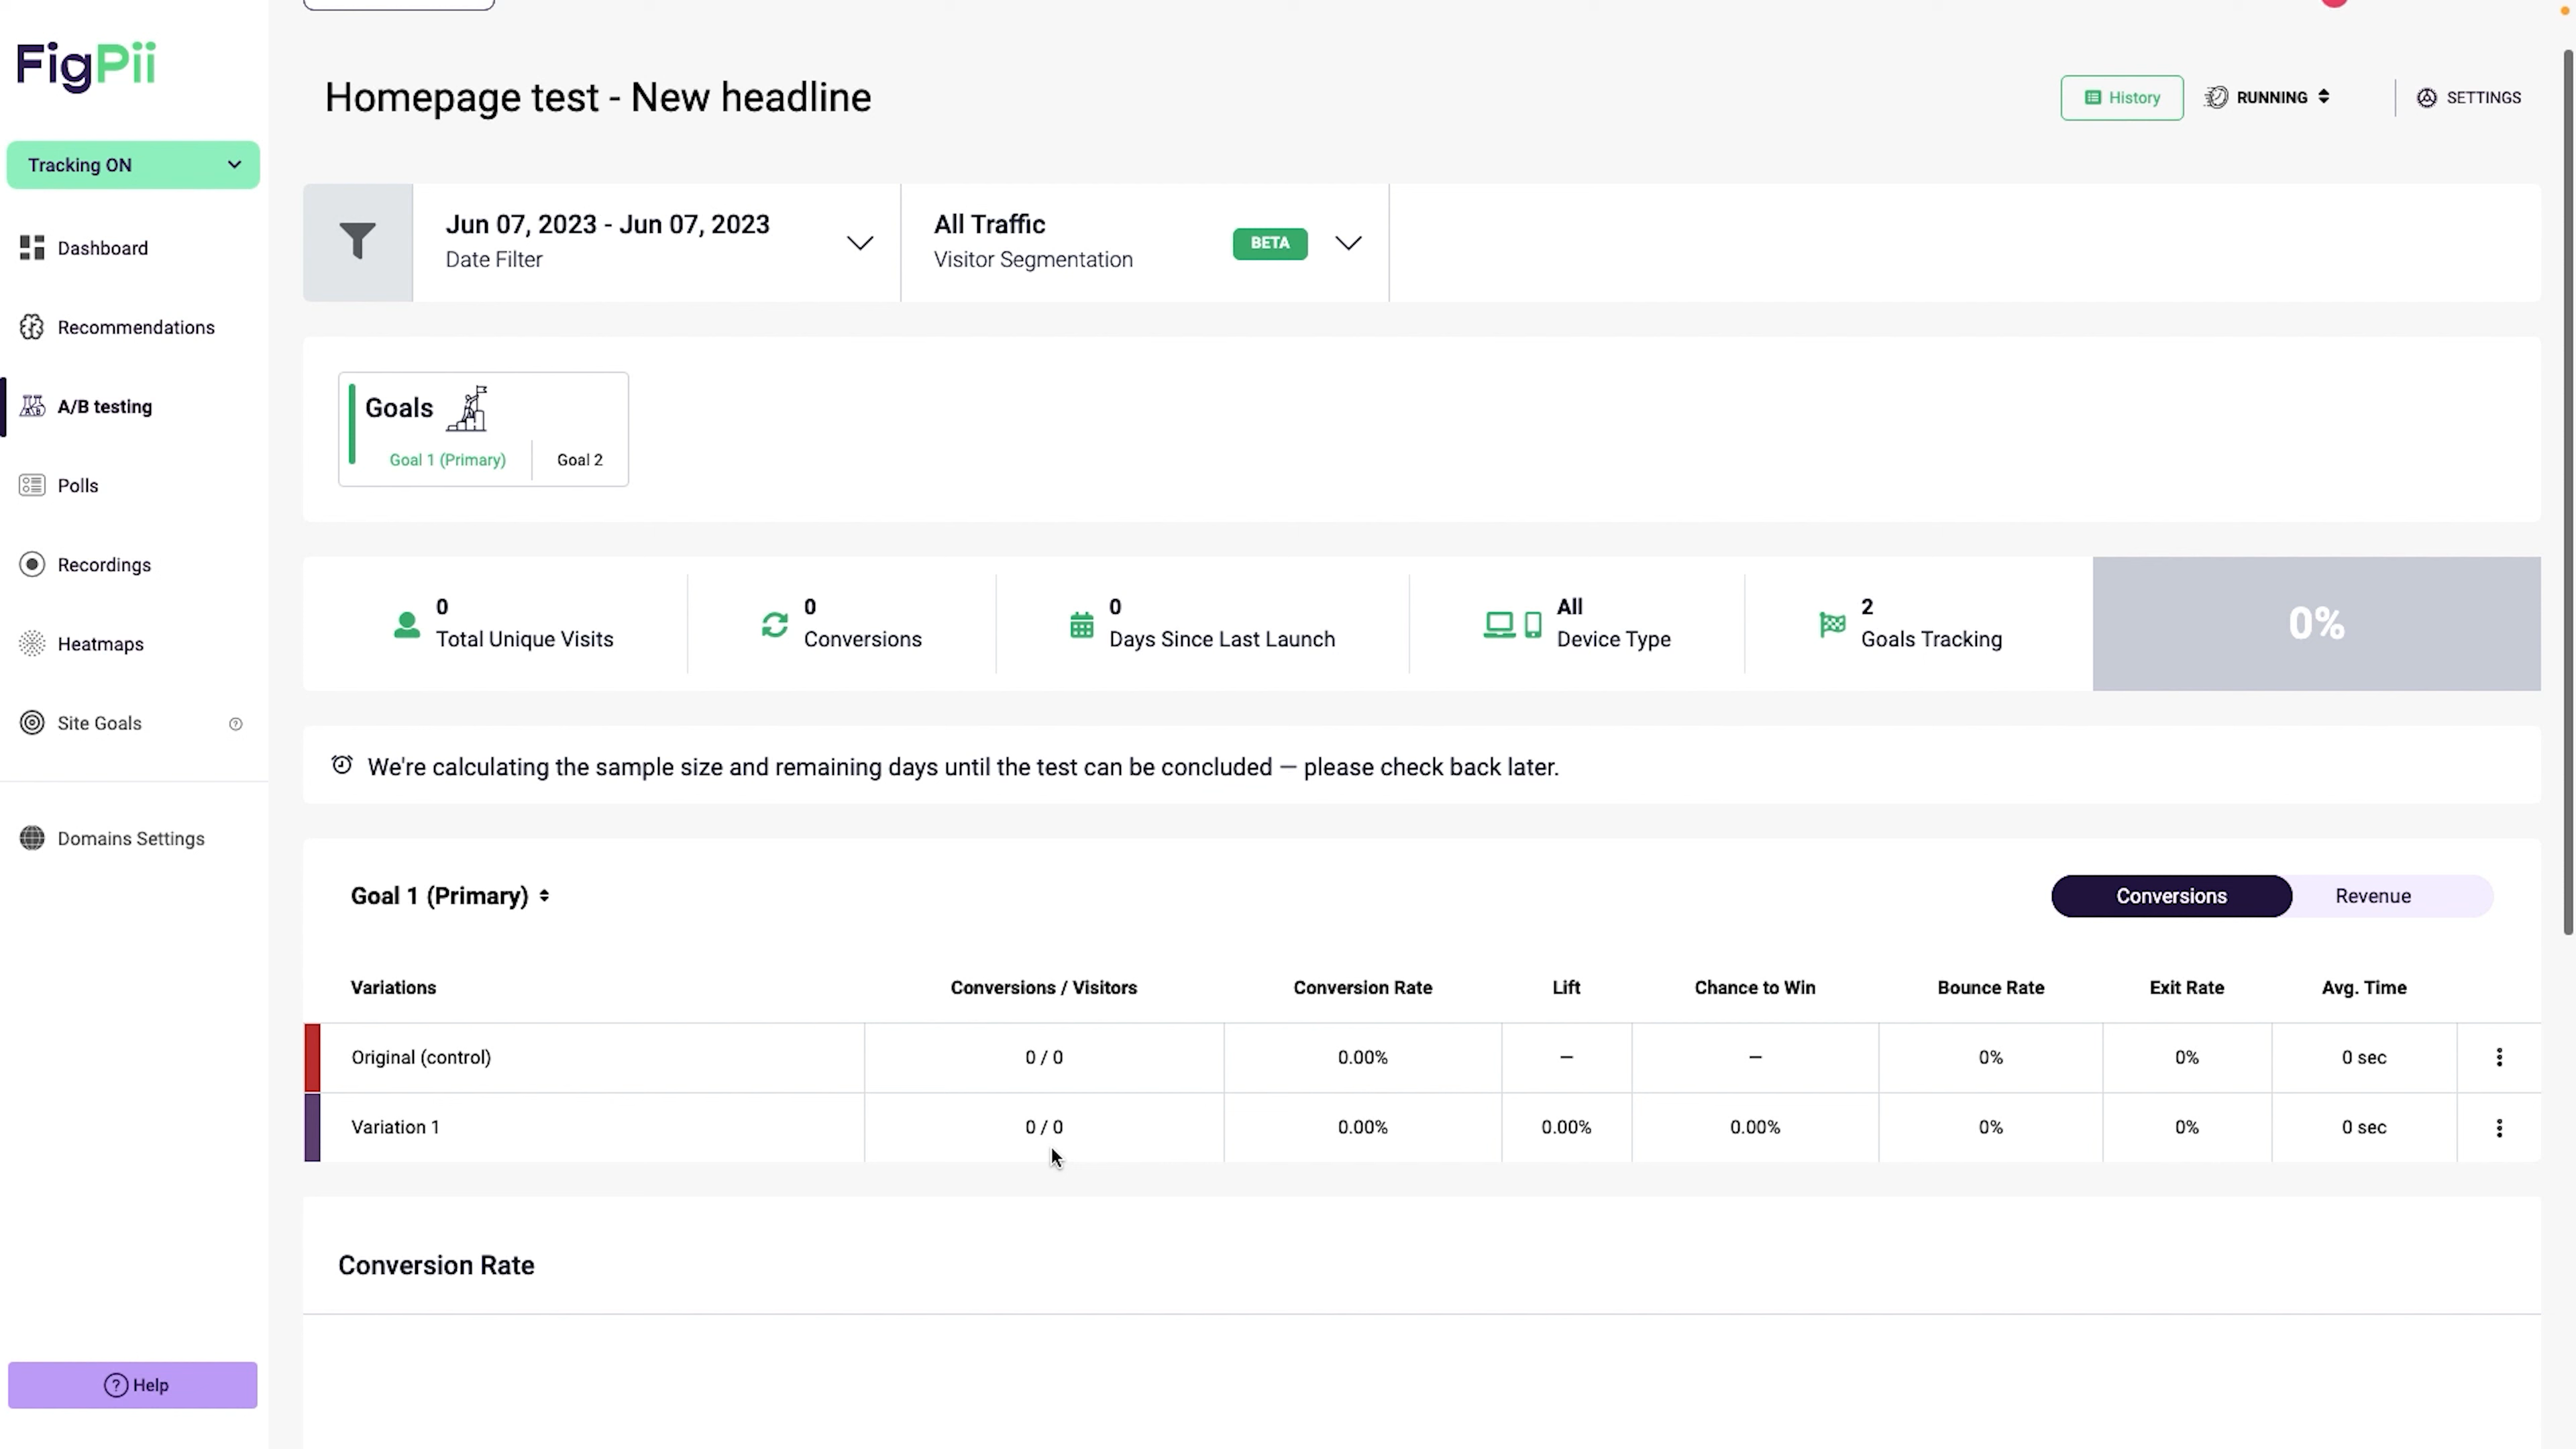 FigPii
Homepage test - New headline
History
RUNNING
SETTINGS
Tracking ON
Dashboard
Recommendations
A/B testing
Polls
Recordings
Heatmaps
Site Goals
Domains Settings
Help
Jun 07, 2023 - Jun 07, 2023
Date Filter
All Traffic
Visitor Segmentation
BETA
Goals
Goal 1 (Primary)
Goal 2
0
Total Unique Visits
0
Conversions
0
Days Since Last Launch
All
Device Type
2
Goals Tracking
0%
We're calculating the sample size and remaining days until the test can be concluded — please check back later.
Goal 1 (Primary)
Conversions
Revenue
Variations Conversions / Visitors Conversion Rate Lift Chance to Win Bounce Rate Exit Rate Avg. Time
Original (control) 0 / 0 0.00% — — 0% 0% 0 sec
Variation 1 0 / 0 0.00% 0.00% 0.00% 0% 0% 0 sec
Conversion Rate